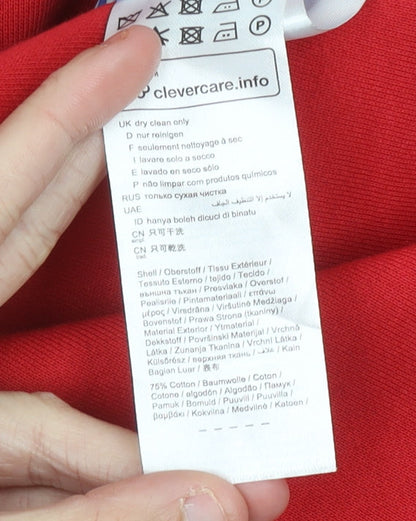 clevercare.info
UK dry clean only
D nur reinigen
F seulement nettoyage à sec
I lavare solo a secco
E lavado en seco sólo
P não limpar com produtos químicos
RUS только сухая чистка
UAE لا يستخدم إلا التنظيف الجاف
ID hanya boleh dicuci di binatu
CN 只可干洗
CN 只可乾洗
Shell / Oberstoff / Tissu Extérieur /
Tessuto Esterno / tejido / Tecido /
внешна тъкан / Presvlaka / Overstof /
Pealisriie / Pintamateriaali / επάνω
μέρος / Virsdrāna / Viršutinė Medžiaga /
Bovenstof / Prawa Strona (tkaniny) /
Material Exterior / Ytmaterial /
Dekkstoff / Površinski Materijal / Vrchná
Látka / Zunanja Tkanina / Vrchní Látka /
Külsőrész / верхняя ткань / غلاف / Kain
Bagian Luar / 表布
75% Cotton / Baumwolle / Coton /
Cotone / algodón / Algodão / Памук /
Pamuk / Bomuld / Puuvill / Puuvilla /
βαμβάκι / Kokvilna / Medvilnė / Katoen /